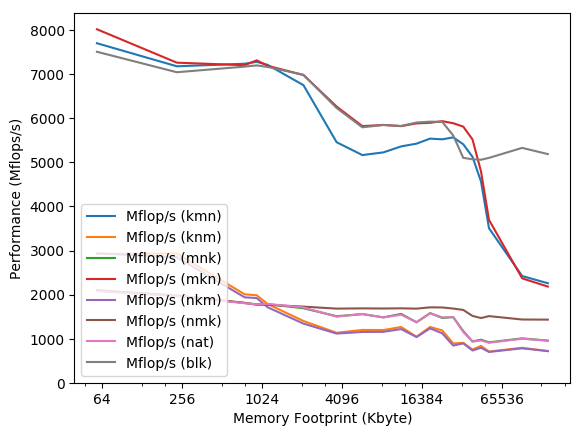 8000
7000
6000
5000
4000
3000
2000
1000
0
Performance (Mflops/s)
Mflop/s (kmn)
Mflop/s (knm)
Mflop/s (mnk)
Mflop/s (mkn)
Mflop/s (nkm)
Mflop/s (nmk)
Mflop/s (nat)
Mflop/s (blk)
64 256 1024 4096 16384 65536
Memory Footprint (Kbyte)